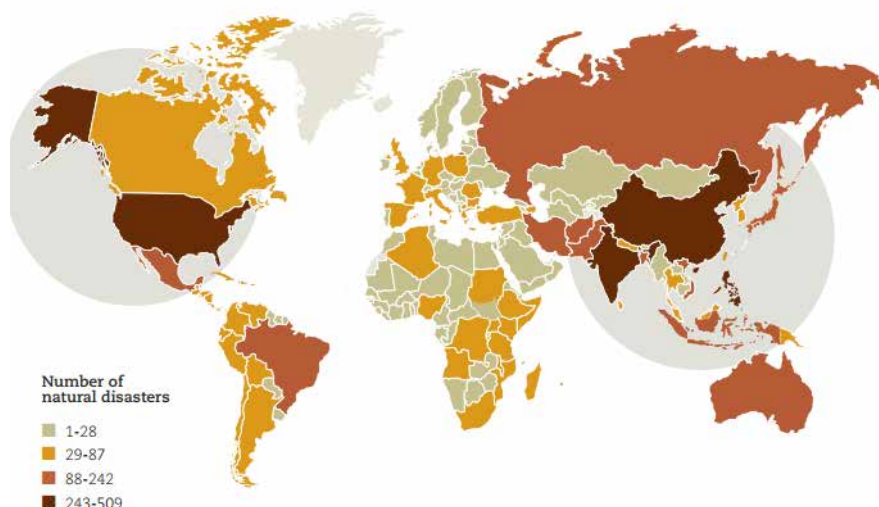 Number of
natural disasters
1-28
29-87
88-242
243-509